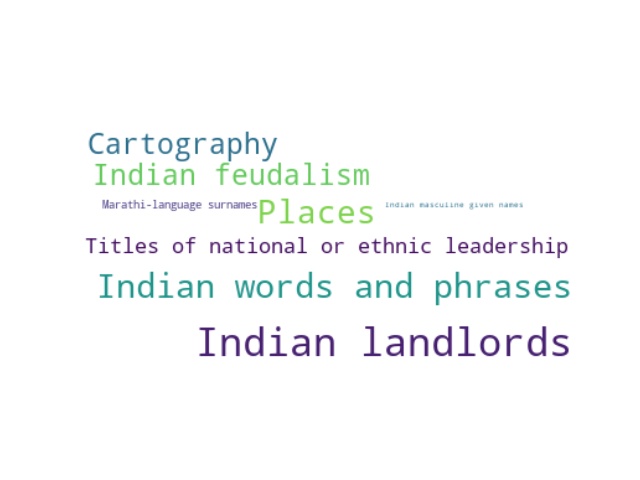 Cartography
Indian feudalism
Marathi-language surnames
Places
Indian masculine given names
Titles of national or ethnic leadership
Indian words and phrases
Indian landlords